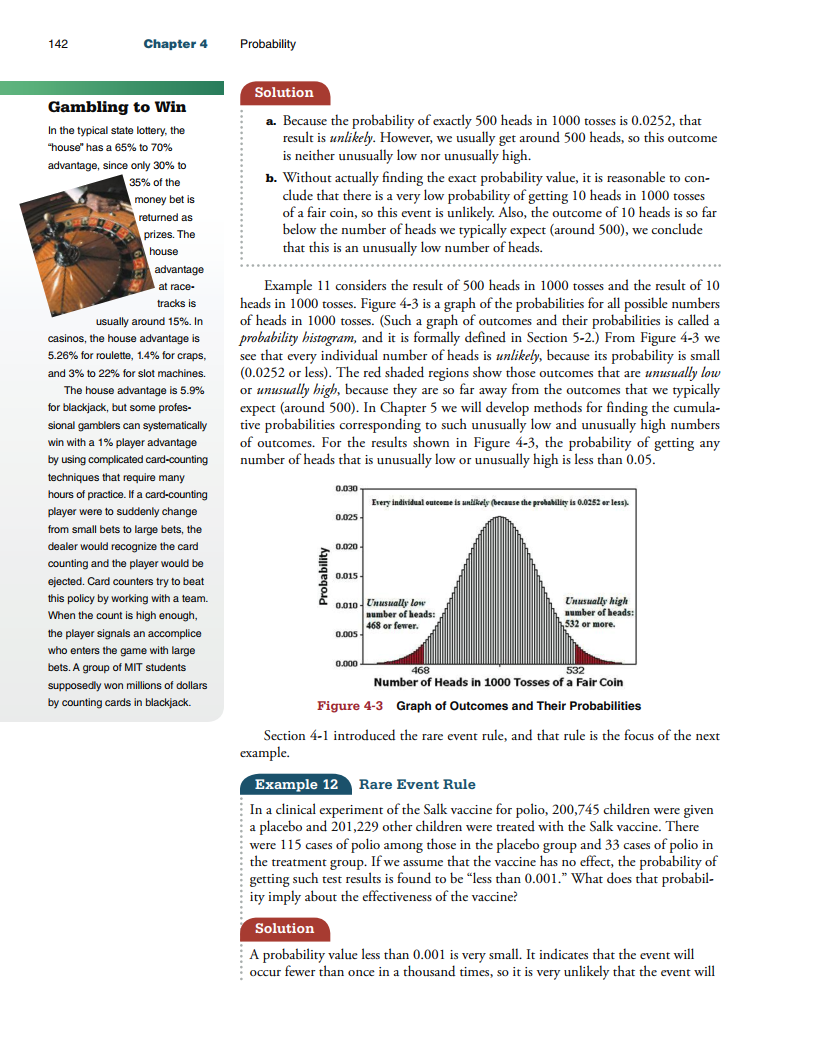 142
Chapter 4
Probability
Gambling to Win
In the typical state lottery, the
“house” has a 65% to 70%
advantage, since only 30% to
35% of the
money bet is
returned as
prizes. The
house
advantage
at race-
tracks is
usually around 15%. In
casinos, the house advantage is
5.26% for roulette, 1.4% for craps,
and 3% to 22% for slot machines.
The house advantage is 5.9%
for blackjack, but some profes-
sional gamblers can systematically
win with a 1% player advantage
by using complicated card-counting
techniques that require many
hours of practice. If a card-counting
player were to suddenly change
from small bets to large bets, the
dealer would recognize the card
counting and the player would be
ejected. Card counters try to beat
this policy by working with a team.
When the count is high enough,
the player signals an accomplice
who enters the game with large
bets. A group of MIT students
supposedly won millions of dollars
by counting cards in blackjack.
Solution
a. Because the probability of exactly 500 heads in 1000 tosses is 0.0252, that
result is unlikely. However, we usually get around 500 heads, so this outcome
is neither unusually low nor unusually high.
b. Without actually finding the exact probability value, it is reasonable to con-
clude that there is a very low probability of getting 10 heads in 1000 tosses
of a fair coin, so this event is unlikely. Also, the outcome of 10 heads is so far
below the number of heads we typically expect (around 500), we conclude
that this is an unusually low number of heads.
Example 11 considers the result of 500 heads in 1000 tosses and the result of 10
heads in 1000 tosses. Figure 4-3 is a graph of the probabilities for all possible numbers
of heads in 1000 tosses. (Such a graph of outcomes and their probabilities is called a
probability histogram, and it is formally defined in Section 5-2.) From Figure 4-3 we
see that every individual number of heads is unlikely, because its probability is small
(0.0252 or less). The red shaded regions show those outcomes that are unusually low
or unusually high, because they are so far away from the outcomes that we typically
expect (around 500). In Chapter 5 we will develop methods for finding the cumula-
tive probabilities corresponding to such unusually low and unusually high numbers
of outcomes. For the results shown in Figure 4-3, the probability of getting any
number of heads that is unusually low or unusually high is less than 0.05.
Probability
0.030
0.025
0.020
0.015
0.010
0.005
0.000
Every individual outcome is unlikely (because the probability is 0.0252 or less).
Unusually low
number of heads:
468 or fewer.
Unusually high
number of heads:
532 or more.
468
532
Number of Heads in 1000 Tosses of a Fair Coin
Figure 4-3 Graph of Outcomes and Their Probabilities
Section 4-1 introduced the rare event rule, and that rule is the focus of the next
example.
Example 12 Rare Event Rule
In a clinical experiment of the Salk vaccine for polio, 200,745 children were given
a placebo and 201,229 other children were treated with the Salk vaccine. There
were 115 cases of polio among those in the placebo group and 33 cases of polio in
the treatment group. If we assume that the vaccine has no effect, the probability of
getting such test results is found to be “less than 0.001.” What does that probabil-
ity imply about the effectiveness of the vaccine?
Solution
A probability value less than 0.001 is very small. It indicates that the event will
occur fewer than once in a thousand times, so it is very unlikely that the event will